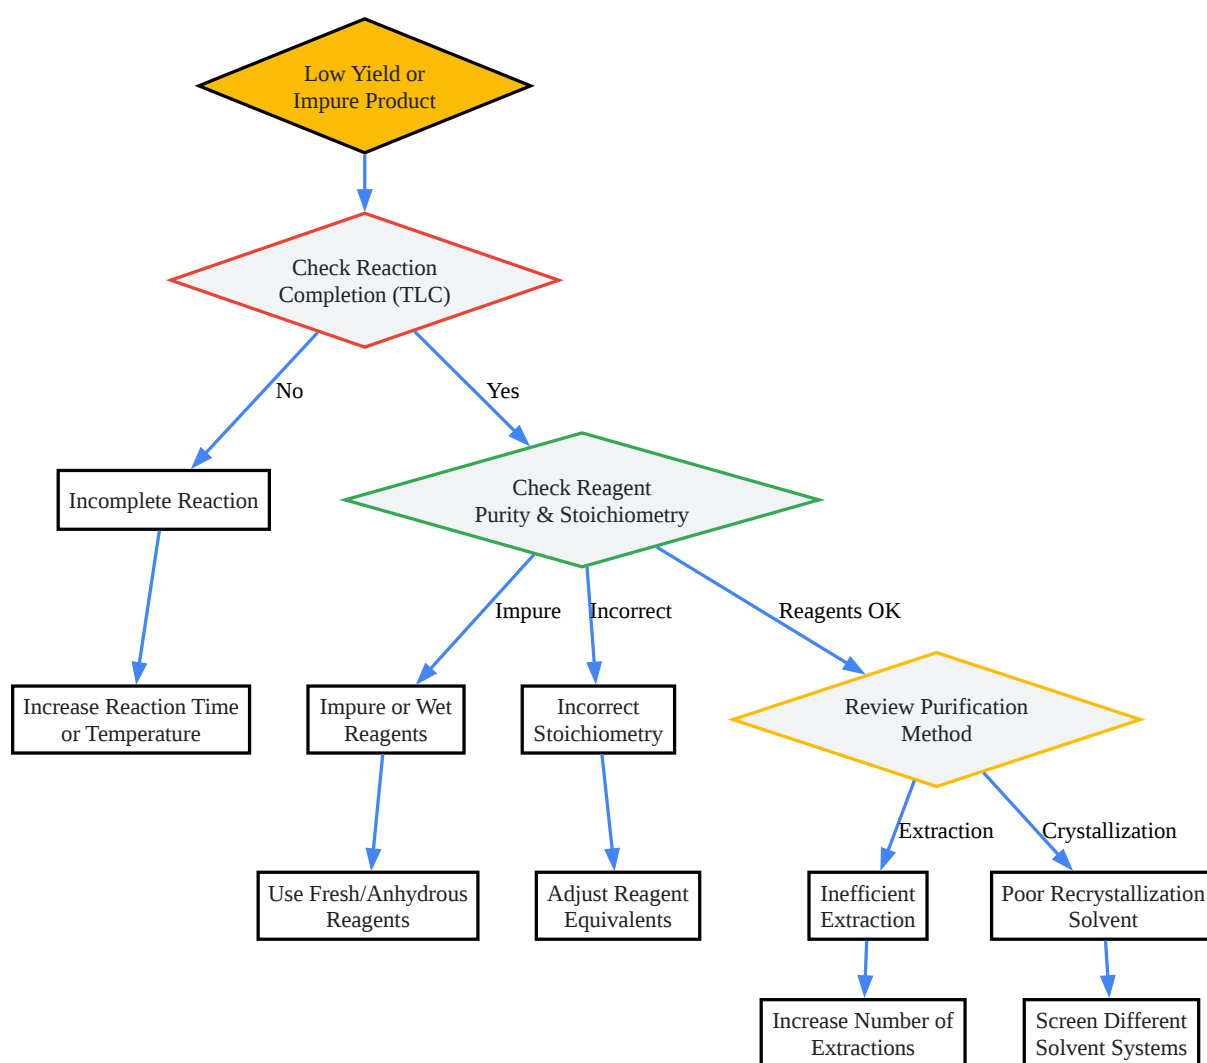 Low Yield or
Impure Product
Check Reaction
Completion (TLC)
No
Yes
Incomplete Reaction
Check Reagent
Purity & Stoichiometry
Increase Reaction Time
or Temperature
Impure
Incorrect
Reagents OK
Impure or Wet
Reagents
Incorrect
Stoichiometry
Review Purification
Method
Use Fresh/Anhydrous
Reagents
Adjust Reagent
Equivalents
Extraction
Crystallization
Inefficient
Extraction
Poor Recrystallization
Solvent
Increase Number of
Extractions
Screen Different
Solvent Systems